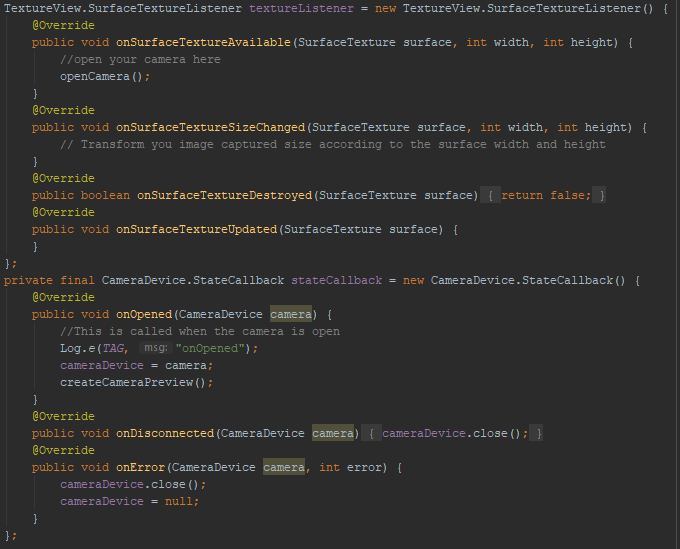 TextureView.SurfaceTextureListener textureListener = new TextureView.SurfaceTextureListener() {
    @Override
    public void onSurfaceTextureAvailable(SurfaceTexture surface, int width, int height) {
        //open your camera here
        openCamera();
    }
    @Override
    public void onSurfaceTextureSizeChanged(SurfaceTexture surface, int width, int height) {
        // Transform you image captured size according to the surface width and height
    }
    @Override
    public boolean onSurfaceTextureDestroyed(SurfaceTexture surface) { return false; }
    @Override
    public void onSurfaceTextureUpdated(SurfaceTexture surface) {
    }
};
private final CameraDevice.StateCallback stateCallback = new CameraDevice.StateCallback() {
    @Override
    public void onOpened(CameraDevice camera) {
        //This is called when the camera is open
        Log.e(TAG, msg: "onOpened");
        cameraDevice = camera;
        createCameraPreview();
    }
    @Override
    public void onDisconnected(CameraDevice camera) { cameraDevice.close(); }
    @Override
    public void onError(CameraDevice camera, int error) {
        cameraDevice.close();
        cameraDevice = null;
    }
};